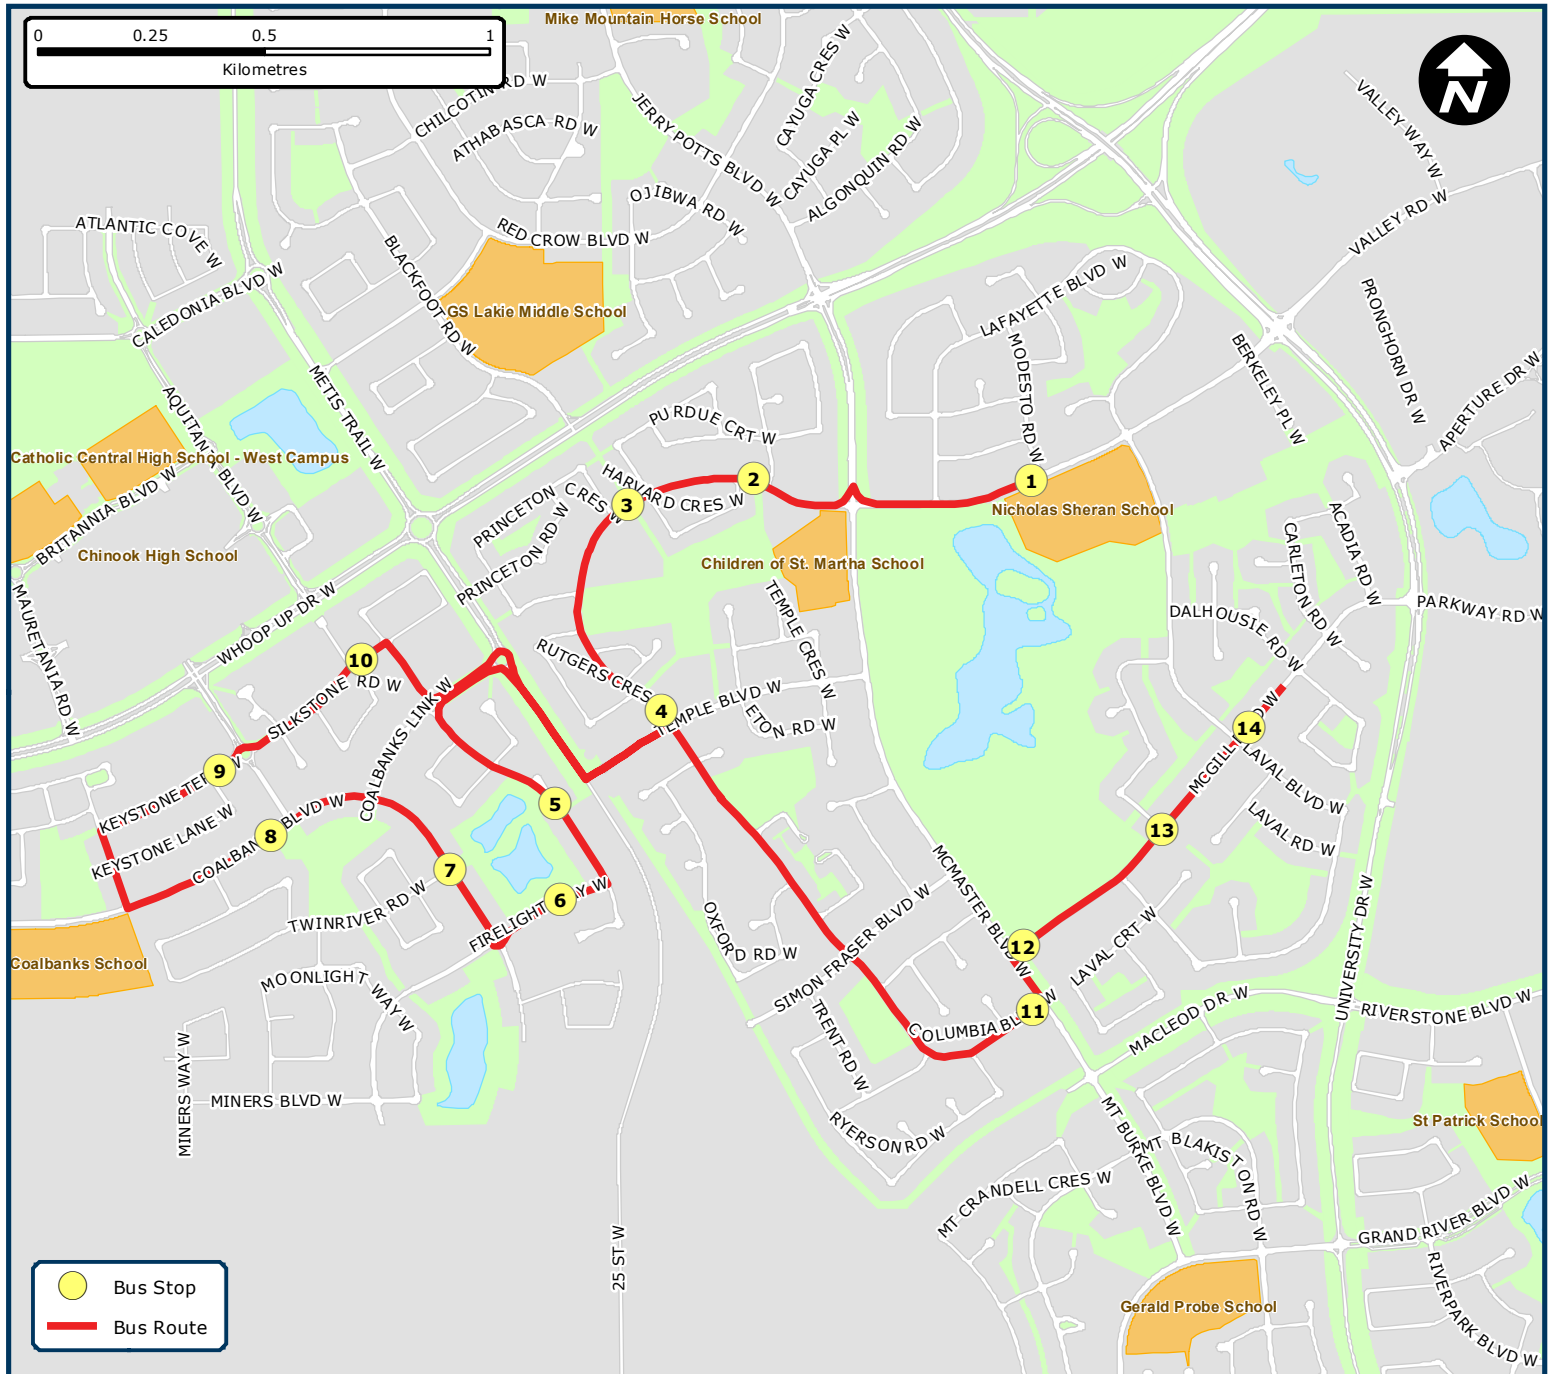 Mike Mountain Horse School
0 0.25 0.5 1
Kilometres
N
CHILCOTIN RD W
ATHABASCA RD W
JERRY POTTS BLVD W
CAYUGA CRES W
CAYUGA PL W
ALGONQUIN RD W
OJIBWA RD W
RED CROW BLVD W
VALLEY WAY W
VALLEY RD W
ATLANTIC COVE W
CALEDONIA BLVD W
BLACKFOOT RD W
GS Lakie Middle School
LAFAYETTE BLVD W
MODESTO RD W
BERKELEY PL W
PRONGHORN DR W
APERTURE DR W
METIS TRAIL W
AQUITANIA BLVD W
PURDUE CRT W
Catholic Central High School - West Campus
BRITANNIA BLVD W
HARVARD CRES W
PRINCETON CRES W
PRINCETON RD W
1
2
3
Nicholas Sheran School
Chinook High School
Children of St. Martha School
ACADIA RD W
CARLETON RD W
MAURETANIA RD W
WHOOP UP DR W
TEMPLE CRES W
DALHOUSIE RD W
PARKWAY RD W
RUTGERS CRES W
10
SILKSTONE RD W
COALBANKS LINK W
4
TEMPLE BLVD W
ETON RD W
14
MCGILL BLVD W
LAVAL BLVD W
9
KEYSTONE TERR W
KEYSTONE LANE W
8
COALBANKS BLVD W
5
13
LAVAL RD W
7
6
FIRELIGHT WAY W
TWINRIVER RD W
MCMASTER BLVD W
OXFORD RD W
SIMON FRASER BLVD W
12
LAVAL CRT W
UNIVERSITY DR W
Coalbanks School
MOONLIGHT WAY W
11
COLUMBIA BLVD W
TRENT RD W
MACLEOD DR W
RIVERSTONE BLVD W
MINERS WAY W
MINERS BLVD W
RYERSON RD W
MT BURKE BLVD W
MT BLAKISTON RD W
St Patrick School
MT CRANDELL CRES W
GRAND RIVER BLVD W
25 ST W
RIVERPARK BLVD W
Gerald Probe School
Bus Stop
Bus Route